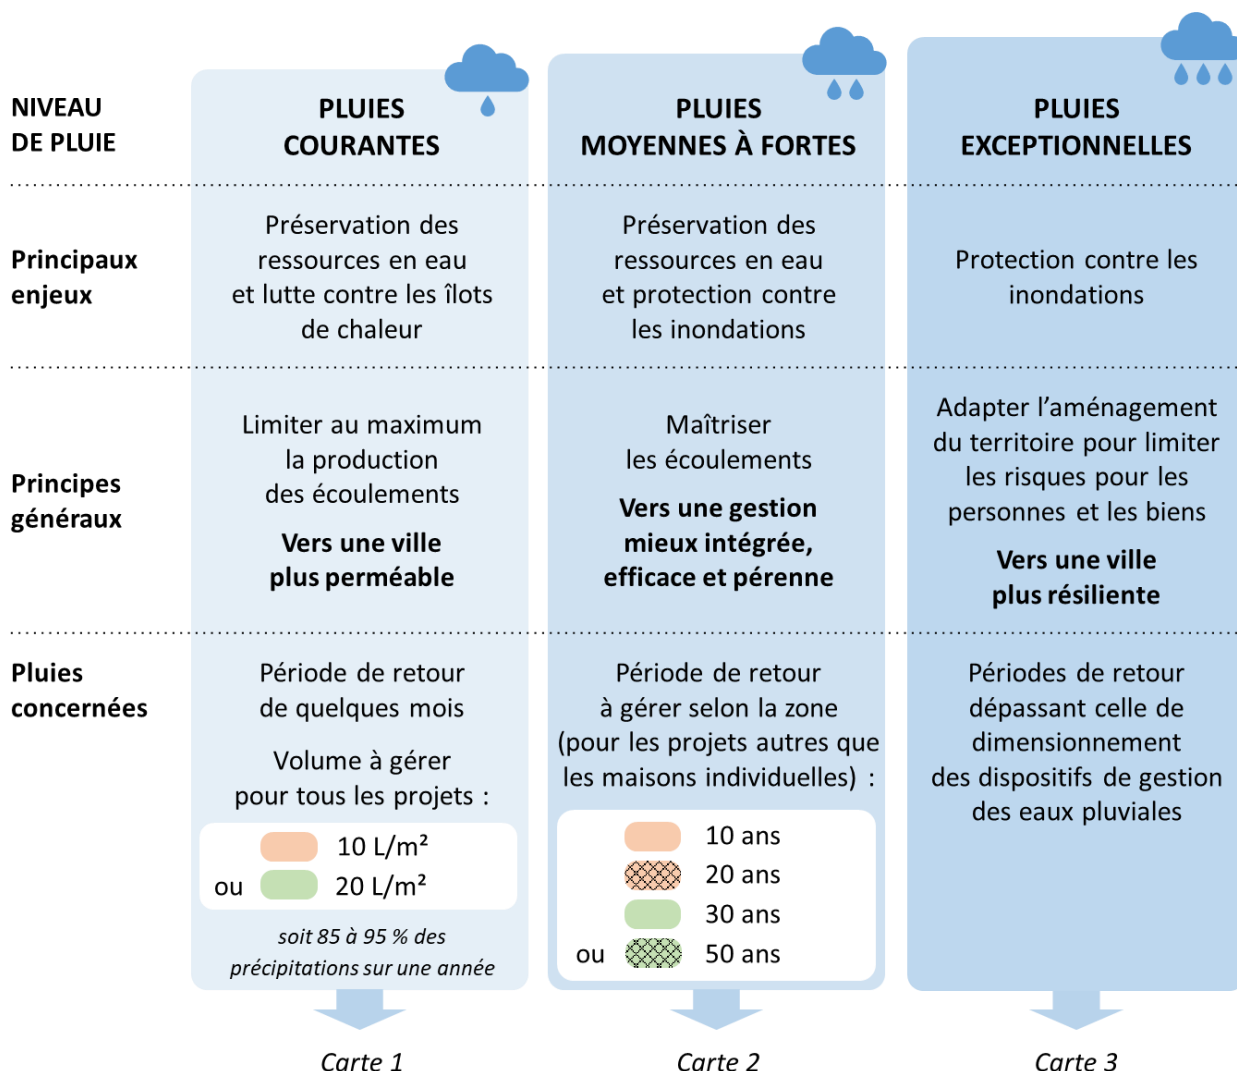 NIVEAU
DE PLUIE
PLUIES
COURANTES
PLUIES
MOYENNES À FORTES
PLUIES
EXCEPTIONNELLES
Principaux
enjeux
Préservation des
ressources en eau
et lutte contre les îlots
de chaleur
Préservation des
ressources en eau
et protection contre
les inondations
Protection contre les
inondations
Principes
généraux
Limiter au maximum
la production
des écoulements
Vers une ville
plus perméable
Maîtriser
les écoulements
Vers une gestion
mieux intégrée,
efficace et pérenne
Adapter l’aménagement
du territoire pour limiter
les risques pour les
personnes et les biens
Vers une ville
plus résiliente
Pluies
concernées
Période de retour
de quelques mois
Volume à gérer
pour tous les projets :
10 L/m²
ou 20 L/m²
soit 85 à 95 % des
précipitations sur une année
Période de retour
à gérer selon la zone
(pour les projets autres que
les maisons individuelles) :
10 ans
20 ans
30 ans
ou 50 ans
Périodes de retour
dépassant celle de
dimensionnement
des dispositifs de gestion
des eaux pluviales
Carte 1
Carte 2
Carte 3